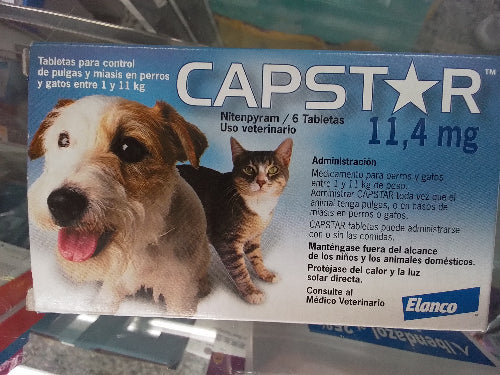 Tabletas para control
de pulgas y miasis en perros
y gatos entre 1 y 11 kg
CAPSTAR™
Nitenpyram / 6 Tabletas
Uso veterinario
11,4 mg
Administración
Medicamento para perros y gatos
entre 1 y 11 kg de peso.
Administrar CAPSTAR toda vez que el
animal tenga pulgas, o en casos de
miasis en perros o gatos.
CAPSTAR tabletas puede administrarse
con o sin las comidas.
Manténgase fuera del alcance
de los niños y los animales domésticos.
Protéjase del calor y la luz
solar directa.
Consulte al
Médico Veterinario
Elanco
Albendazol 25%